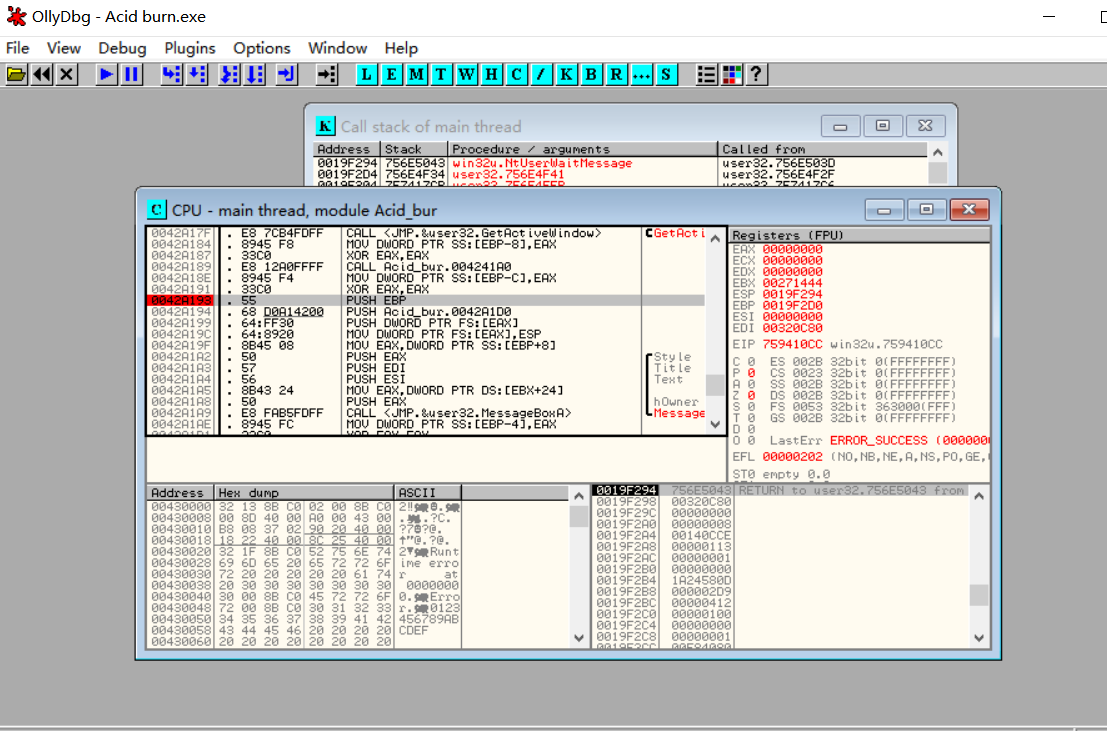 OllyDbg - Acid burn.exe
File View Debug Plugins Options Window Help
L E M T W H C / K B R ... S ?
K Call stack of main thread
Address Stack Procedure / arguments Called from
0019F294 756E5043 win32u.NtUserWaitMessage user32.756E503D
0019F2D4 756E4F34 user32.756E4F41 user32.756E4F2F
C CPU - main thread, module Acid_bur
0042A17F . E8 7CB4FDFF CALL <JMP.&user32.GetActiveWindow> GetActi
0042A184 . 8945 F8 MOV DWORD PTR SS:[EBP-8],EAX
0042A187 . 33C0 XOR EAX,EAX
0042A189 . E8 12A0FFFF CALL Acid_bur.004241A0
0042A18E . 8945 F4 MOV DWORD PTR SS:[EBP-C],EAX
0042A191 . 33C0 XOR EAX,EAX
0042A193 . 55 PUSH EBP
0042A194 . 68 D0A14200 PUSH Acid_bur.0042A1D0
0042A199 . 64:FF30 PUSH DWORD PTR FS:[EAX]
0042A19C . 64:8920 MOV DWORD PTR FS:[EAX],ESP
0042A19F . 8B45 08 MOV EAX,DWORD PTR SS:[EBP+8]
0042A1A2 . 50 PUSH EAX Style
0042A1A3 . 57 PUSH EDI Title
0042A1A4 . 56 PUSH ESI Text
0042A1A5 . 8B43 24 MOV EAX,DWORD PTR DS:[EBX+24]
0042A1A8 . 50 PUSH EAX hOwner
0042A1A9 . E8 FAB5FDFF CALL <JMP.&user32.MessageBoxA> Message
0042A1AE . 8945 FC MOV DWORD PTR SS:[EBP-4],EAX
Registers (FPU)
EAX 00000000
ECX 00000000
EDX 00000000
EBX 00271444
ESP 0019F294
EBP 0019F2D0
ESI 00000000
EDI 00320C80
EIP 759410CC win32u.759410CC
C 0 ES 002B 32bit 0(FFFFFFFF)
P 0 CS 0023 32bit 0(FFFFFFFF)
A 0 SS 002B 32bit 0(FFFFFFFF)
Z 0 DS 002B 32bit 0(FFFFFFFF)
S 0 FS 0053 32bit 363000(FFF)
T 0 GS 002B 32bit 0(FFFFFFFF)
D 0
O 0 LastErr ERROR_SUCCESS (000000
EFL 00000202 (NO,NB,NE,A,NS,PO,GE,
ST0 empty 0.0
Address Hex dump ASCII
00430000 32 13 8B C0 02 00 8B C0
00430008 00 8D 40 00 A0 00 43 00
00430010 B8 08 37 02 90 20 40 00
00430018 18 22 40 00 8C 25 40 00
00430020 32 1F 8B C0 52 75 6E 74 Runt
00430028 69 6D 65 20 65 72 72 6F ime erro
00430030 72 20 20 20 20 20 61 74 r at
00430038 20 30 30 30 30 30 30 30 0000000
00430040 30 00 8B C0 45 72 72 6F Erro
00430048 72 00 8B C0 30 31 32 33 0123
00430050 34 35 36 37 38 39 41 42 456789AB
00430058 43 44 45 46 20 20 20 20 CDEF
00430060 20 20 20 20 20 20 20 20
0019F294 756E5043 RETURN to user32.756E5043 from
0019F298 00320C80
0019F29C 00000000
0019F2A0 00000008
0019F2A4 00140CCE
0019F2A8 00000113
0019F2AC 00000001
0019F2B0 00000000
0019F2B4 1A24580D
0019F2B8 000002D9
0019F2BC 00000412
0019F2C0 00000100
0019F2C4 00000000
0019F2C8 00000001